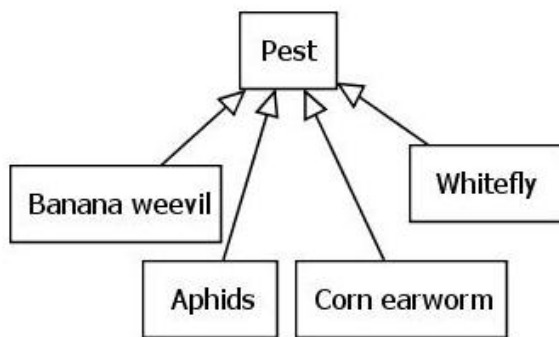 Pest
Banana weevil
Whitefly
Aphids
Corn earworm